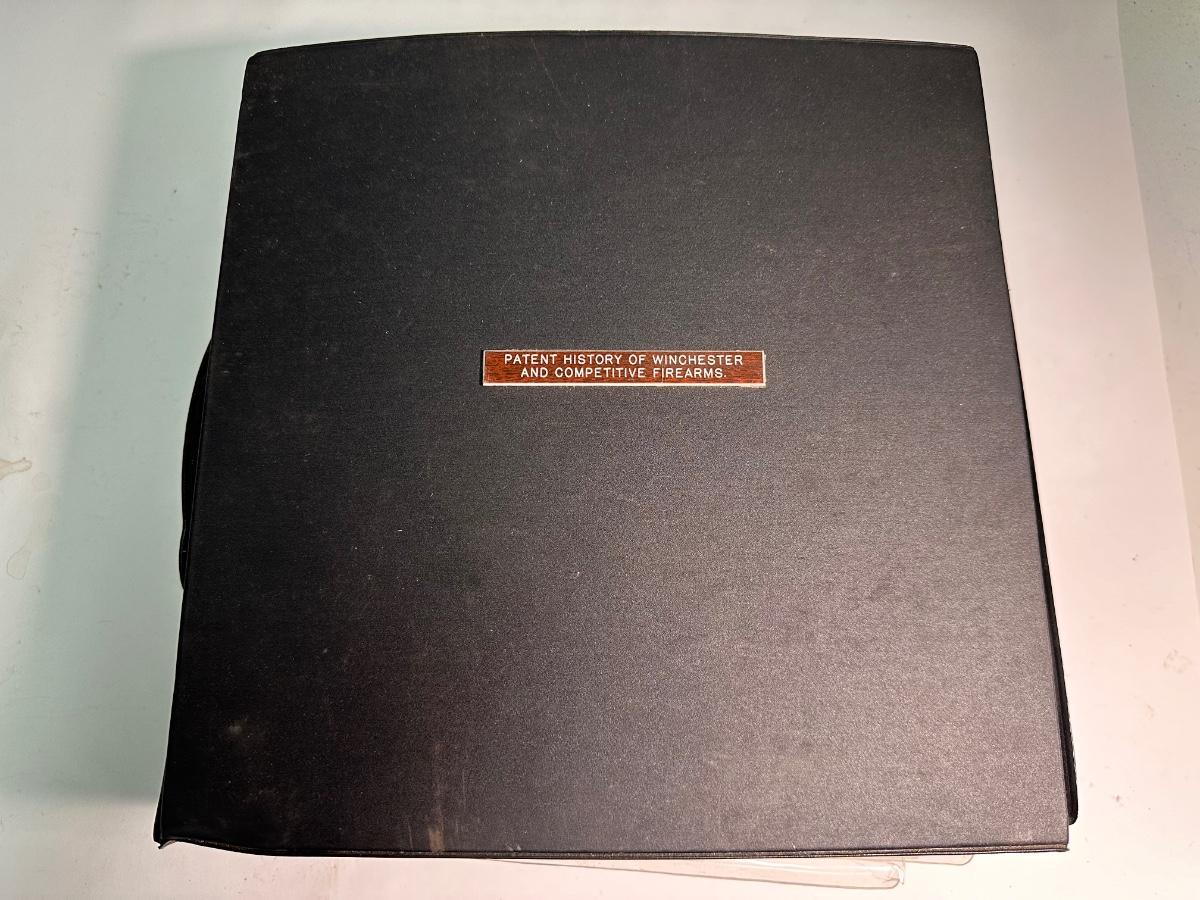 PATENT HISTORY OF WINCHESTER
AND COMPETITIVE FIREARMS.